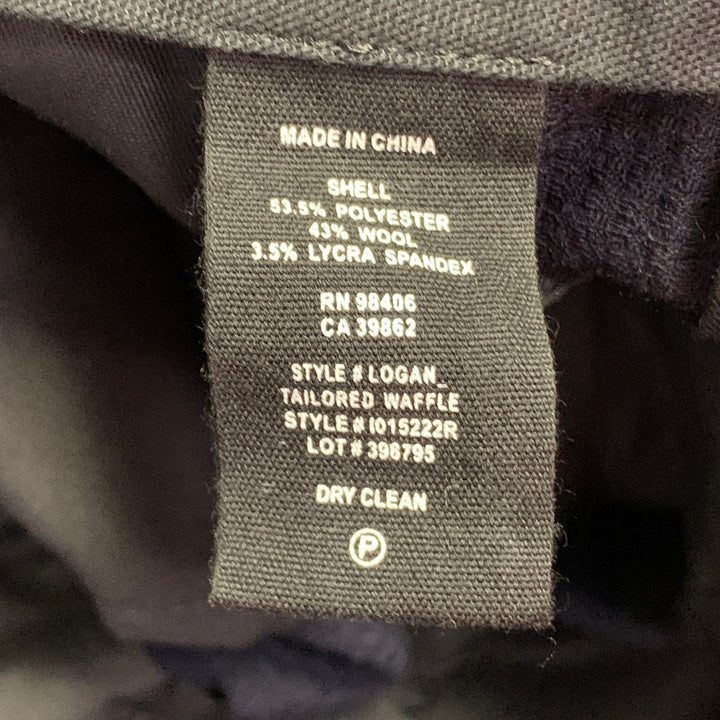 MADE IN CHINA
SHELL
53.5% POLYESTER
43% WOOL
3.5% LYCRA SPANDEX
RN 98406
CA 39862
STYLE # LOGAN_
TAILORED WAFFLE
STYLE # I015222R
LOT # 398795
DRY CLEAN
P